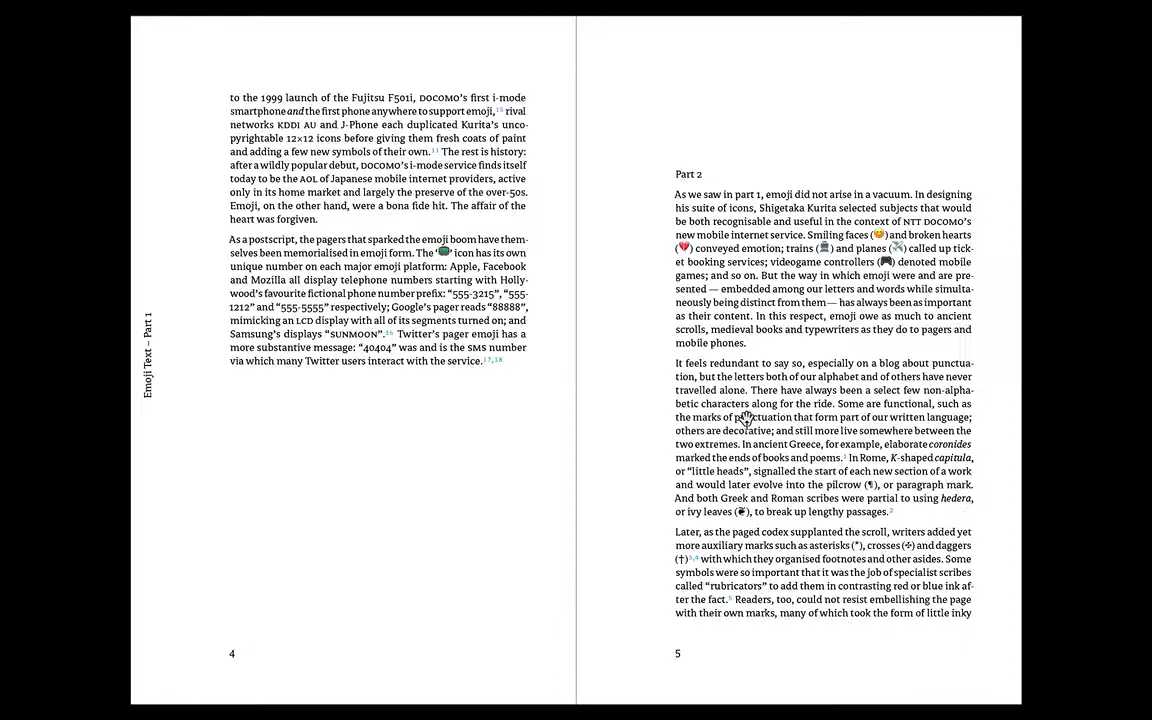 to the 1999 launch of the Fujitsu F501i, DOCOMO’s first i-mode
smartphone and the first phone anywhere to support emoji,15 rival
networks KDDI AU and J-Phone each duplicated Kurita’s unco-
pyrightable 12×12 icons before giving them fresh coats of paint
and adding a few new symbols of their own.11 The rest is history:
after a wildly popular debut, DOCOMO’s i-mode service finds itself
today to be the AOL of Japanese mobile internet providers, active
only in its home market and largely the preserve of the over-50s.
Emoji, on the other hand, were a bona fide hit. The affair of the
heart was forgiven.
As a postscript, the pagers that sparked the emoji boom have them-
selves been memorialised in emoji form. The 📟 icon has its own
unique number on each major emoji platform: Apple, Facebook
and Mozilla all display telephone numbers starting with Holly-
wood’s favourite fictional phone number prefix: “555-3215”, “555-
1212” and “555-5555” respectively; Google’s pager reads “88888”,
mimicking an LCD display with all of its segments turned on; and
Samsung’s displays “SUNMOON”.16 Twitter’s pager emoji has a
more substantive message: “40404” was and is the SMS number
via which many Twitter users interact with the service.17,18
Emoji Text – Part 1
4
Part 2
As we saw in part 1, emoji did not arise in a vacuum. In designing
his suite of icons, Shigetaka Kurita selected subjects that would
be both recognisable and useful in the context of NTT DOCOMO’s
new mobile internet service. Smiling faces (😊) and broken hearts
(💔) conveyed emotion; trains (🚆) and planes (✈️) called up tick-
et booking services; videogame controllers (🎮) denoted mobile
games; and so on. But the way in which emoji were and are pre-
sented — embedded among our letters and words while simulta-
neously being distinct from them — has always been as important
as their content. In this respect, emoji owe as much to ancient
scrolls, medieval books and typewriters as they do to pagers and
mobile phones.
It feels redundant to say so, especially on a blog about punctua-
tion, but the letters both of our alphabet and of others have never
travelled alone. There have always been a select few non-alpha-
betic characters along for the ride. Some are functional, such as
the marks of punctuation that form part of our written language;
others are decorative; and still more live somewhere between the
two extremes. In ancient Greece, for example, elaborate coronides
marked the ends of books and poems.1 In Rome, K-shaped capitula,
or “little heads”, signalled the start of each new section of a work
and would later evolve into the pilcrow (¶), or paragraph mark.
And both Greek and Roman scribes were partial to using hedera,
or ivy leaves (❦), to break up lengthy passages.2
Later, as the paged codex supplanted the scroll, writers added yet
more auxiliary marks such as asterisks (*), crosses (✣) and daggers
(†)3,4 with which they organised footnotes and other asides. Some
symbols were so important that it was the job of specialist scribes
called “rubricators” to add them in contrasting red or blue ink af-
ter the fact.5 Readers, too, could not resist embellishing the page
with their own marks, many of which took the form of little inky
5